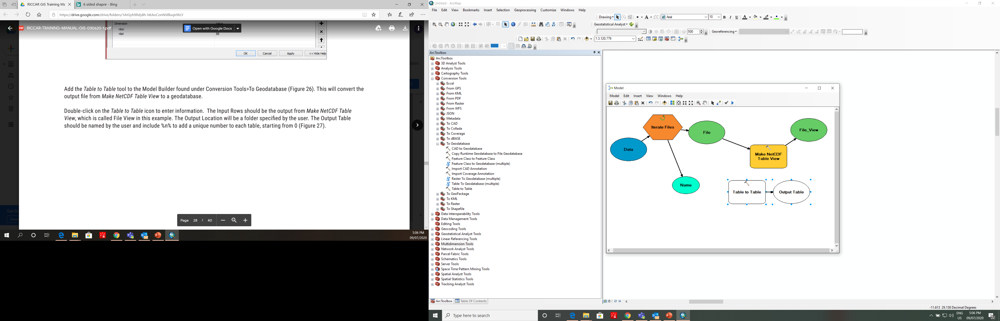 RICCAR GIS Training Ma
6 sided shapre - Bing
https://drive.google.com/drive/folders/1AtGyh9Rdy8h-hKAoConNIXlluqIrfALY
RICCAR-TRAINING-MANUAL-GIS-030620-1.pdf
Open with Google Docs
Dimension
Value
nlon
nlat
88
OK
Cancel
Apply
<< Hide Help
Add the Table to Table tool to the Model Builder found under Conversion Tools>To Geodatabase (Figure 26). This will convert the
output file from Make NetCDF Table View to a geodatabase.
Double-click on the Table to Table icon to enter information. The Input Rows should be the output from Make NetCDF Table
View, which is called File View in this example. The Output Location will be a folder specified by the user. The Output Table
should be named by the user and include %n% to add a unique number to each table, starting from 0 (Figure 27).
Page 28 / 40
5:06 PM
09/07/2020
Untitled - ArcMap
File Edit View Bookmarks Insert Selection Geoprocessing Customize Windows Help
Drawing
Arial
10
B I U A
Geostatistical Analyst
500
Georeferencing
1:3,120,779
ArcToolbox
ArcToolbox
3D Analyst Tools
Analysis Tools
Cartography Tools
Conversion Tools
Excel
From GPS
From KML
From PDF
From Raster
From WFS
JSON
Metadata
To CAD
To Collada
To Coverage
To dBASE
To Geodatabase
CAD to Geodatabase
Copy Runtime Geodatabase to File Geodatabase
Feature Class to Feature Class
Feature Class to Geodatabase (multiple)
Import CAD Annotation
Import Coverage Annotation
Raster To Geodatabase (multiple)
Table To Geodatabase (multiple)
Table to Table
To GeoPackage
To KML
To Raster
To Shapefile
Data Interoperability Tools
Data Management Tools
Editing Tools
Geocoding Tools
Geostatistical Analyst Tools
Linear Referencing Tools
Multidimension Tools
Network Analyst Tools
Parcel Fabric Tools
Schematics Tools
Server Tools
Space Time Pattern Mining Tools
Spatial Analyst Tools
Spatial Statistics Tools
Tracking Analyst Tools
ArcToolbox
Table Of Contents
Model
Model Edit Insert View Windows Help
Iterate Files
File
File_View
Data
Make NetCDF
Table View
Name
Table to Table
Output Table
-11.613 29.158 Decimal Degrees
Type here to search
ENG
US
5:06 PM
09/07/2020
22